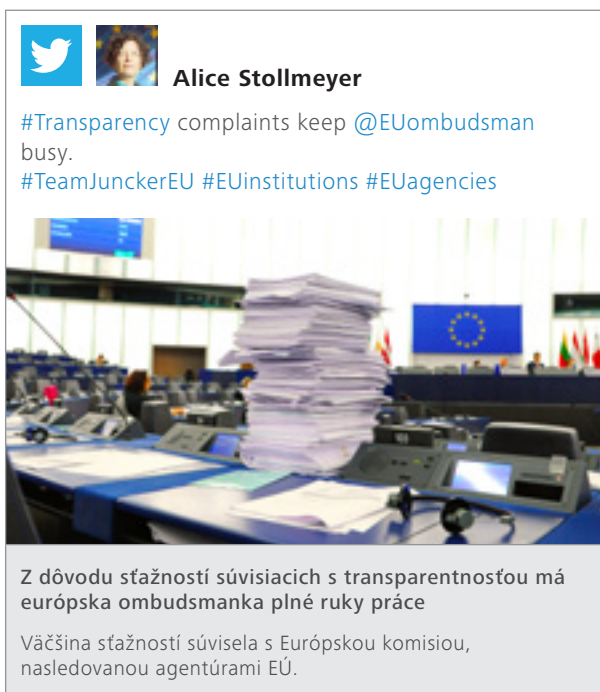 Alice Stollmeyer
#Transparency complaints keep @EUombudsman
busy.
#TeamJunckerEU #EUinstitutions #EUagencies
Z dôvodu sťažností súvisiacich s transparentnosťou má
európska ombudsmanka plné ruky práce
Väčšina sťažností súvisela s Európskou komisiou,
nasledovanou agentúrami EÚ.